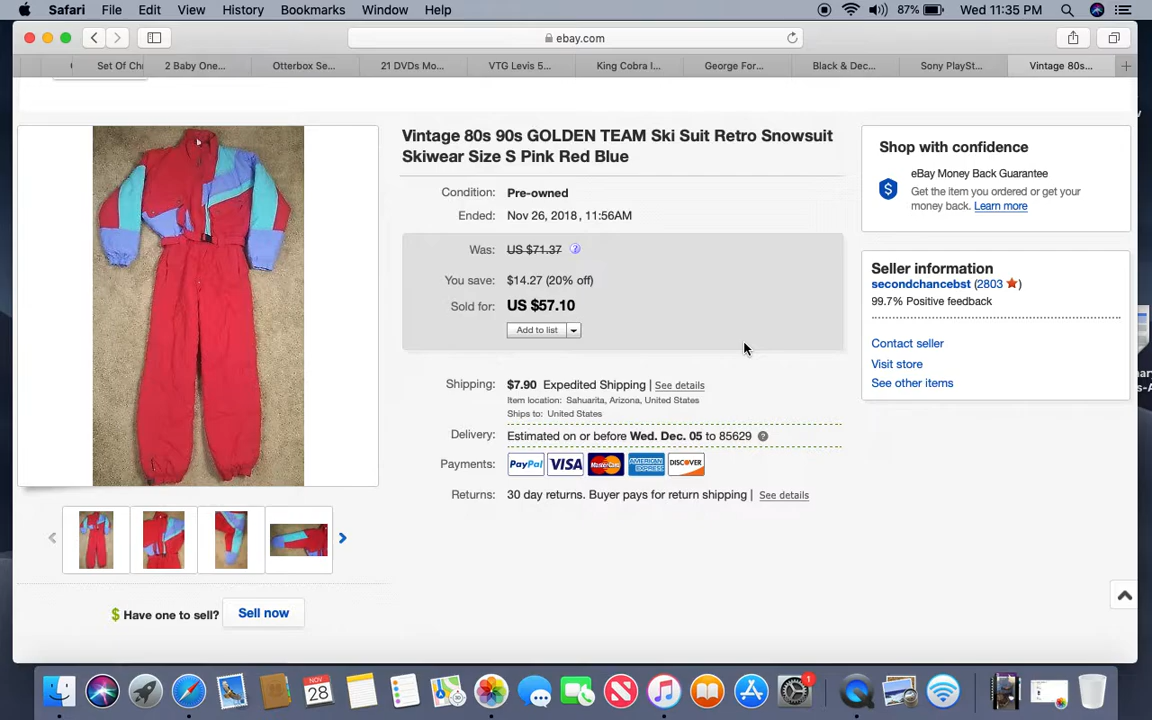 Safari File Edit View History Bookmarks Window Help 87% Wed 11:35 PM
ebay.com
Set Of Ch 2 Baby One... Otterbox Se... 21 DVDs Mo... VTG Levis 5... King Cobra I... George For... Black & Dec... Sony PlaySt... Vintage 80s...
Vintage 80s 90s GOLDEN TEAM Ski Suit Retro Snowsuit
Skiwear Size S Pink Red Blue
Condition: Pre-owned
Ended: Nov 26, 2018 , 11:56AM
Was: US $71.37
You save: $14.27 (20% off)
Sold for: US $57.10
Add to list
Shipping: $7.90 Expedited Shipping | See details
Item location: Sahuarita, Arizona, United States
Ships to: United States
Delivery: Estimated on or before Wed. Dec. 05 to 85629 ?
Payments: PayPal VISA MasterCard AMERICAN EXPRESS DISCOVER
Returns: 30 day returns. Buyer pays for return shipping | See details
Shop with confidence
eBay Money Back Guarantee
Get the item you ordered or get your
money back. Learn more
Seller information
secondchancebst (2803 )
99.7% Positive feedback
Contact seller
Visit store
See other items
$ Have one to sell? Sell now
NOV
28
1